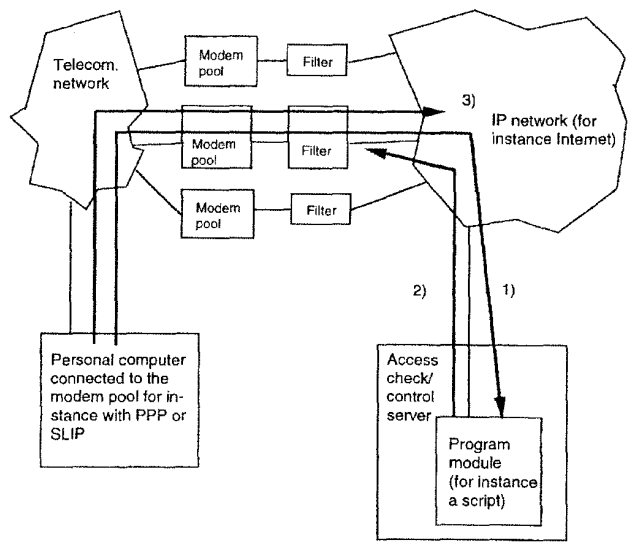 Telecom.
network
Modem
pool
Filter
3)
IP network (for
instance Internet)
Modem
pool
Filter
Modem
pool
Filter
2)
1)
Personal computer
connected to the
modem pool for in-
stance with PPP or
SLIP
Access
check/
control
server
Program
module
(for instance
a script)